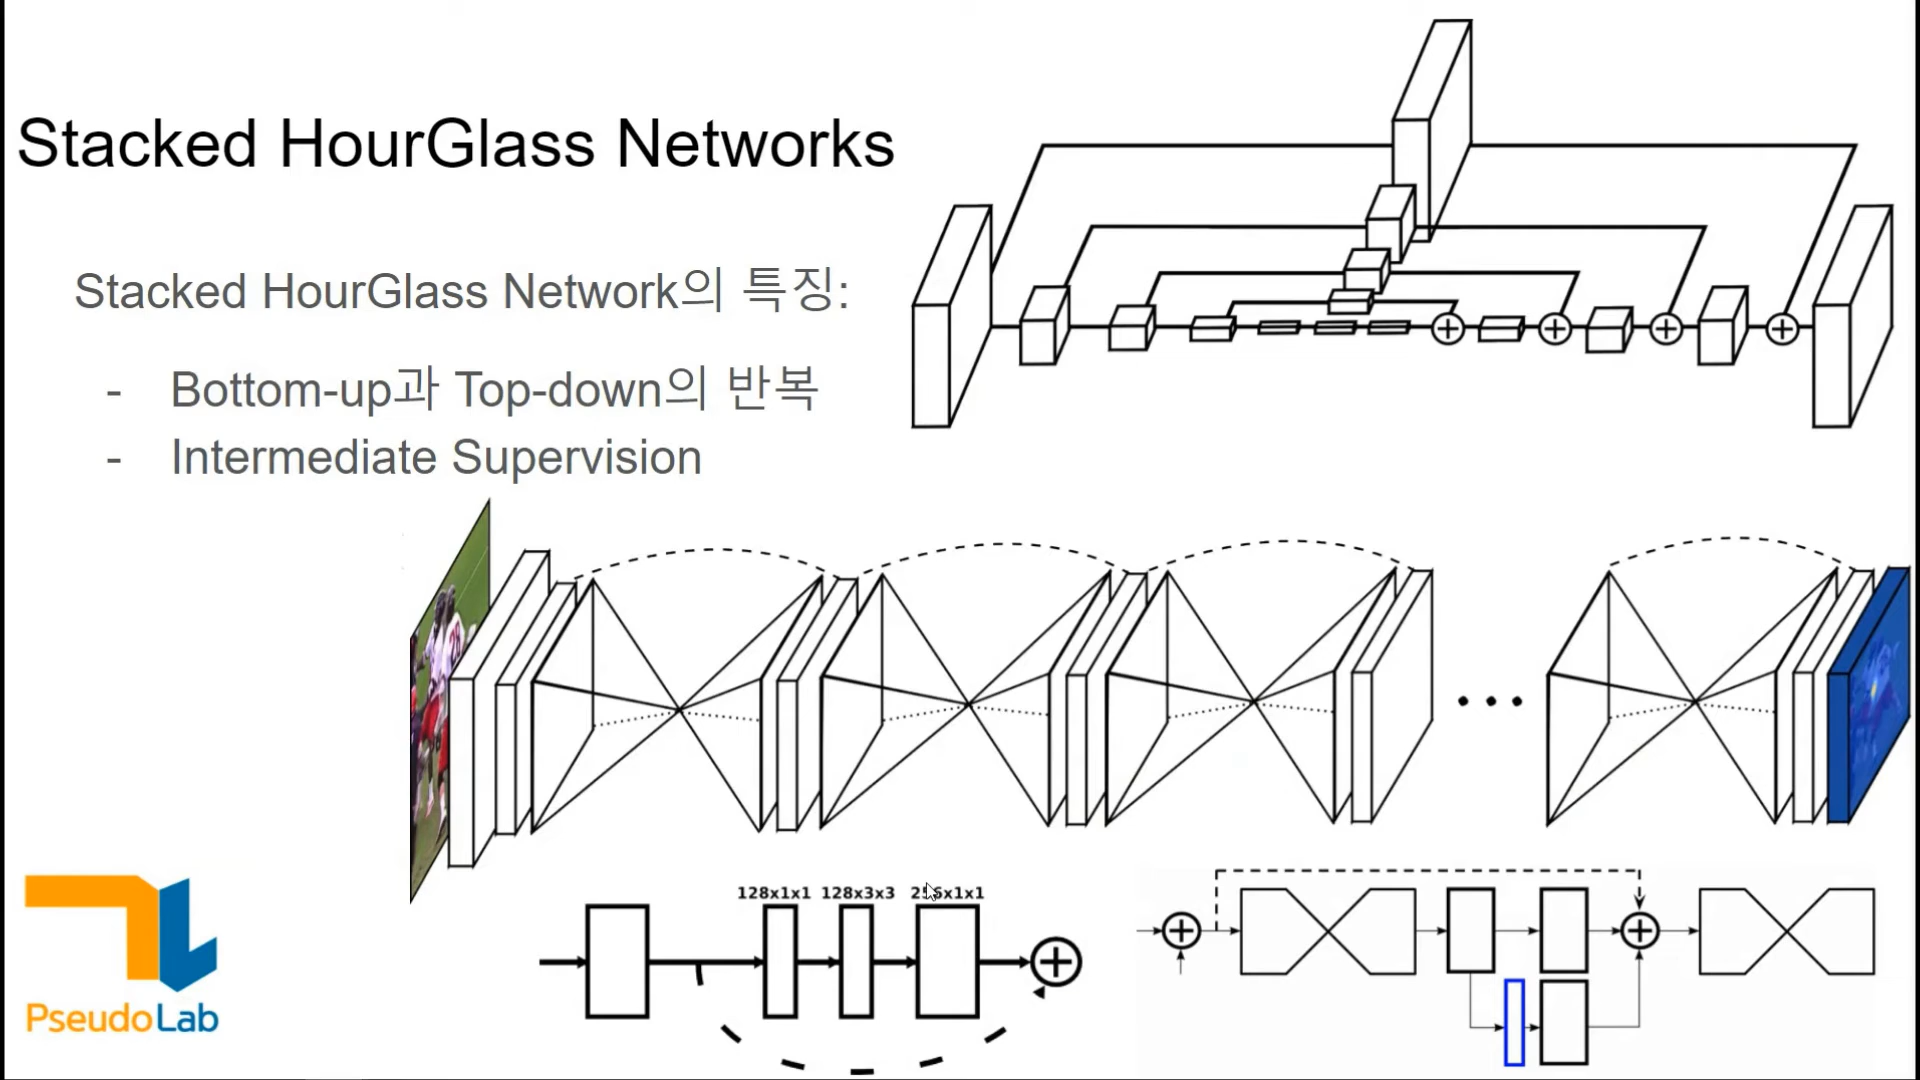 Stacked HourGlass Networks
Stacked HourGlass Network의 특징:
- Bottom-up과 Top-down의 반복
- Intermediate Supervision
128x1x1 128x3x3 256x1x1
PseudoLab